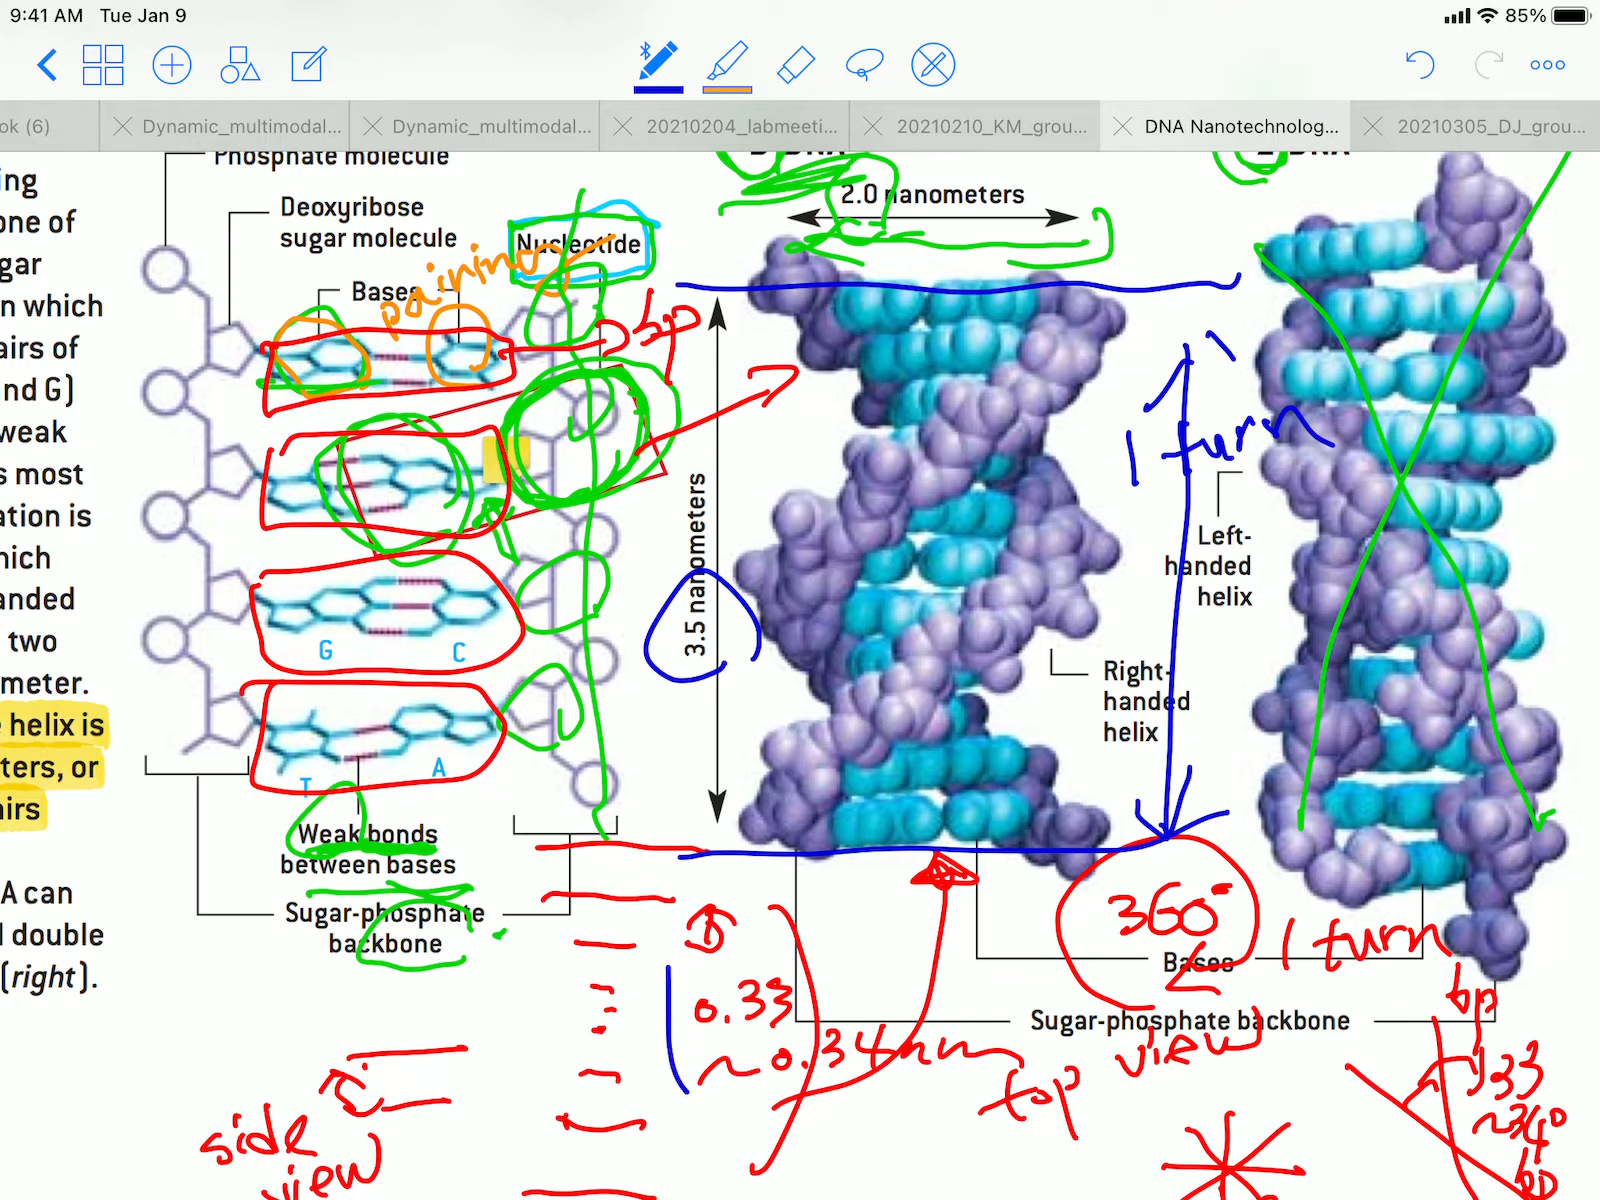 9:41 AM Tue Jan 9
85%
ok (6)
Dynamic_multimodal...
Dynamic_multimodal...
20210204_labmeeti...
20210210_KM_grou...
DNA Nanotechnolog...
20210305_DJ_grou...
ing
one of
gar
n which
airs of
nd G)
weak
s most
ation is
hich
anded
two
meter.
e helix is
ters, or
airs
A can
l double
(right).
Phosphate molecule
Deoxyribose
sugar molecule
Nucleotide
Bases
pairing
bp
G C
T A
Weak bonds
between bases
Sugar-phosphate
backbone
2.0 nanometers
3.5 nanometers
1 turn
Left-
handed
helix
Right-
handed
helix
360°
Bases
1 turn
Sugar-phosphate backbone
0.33
~0.34nm
top view
side
view
bp
33
~34°
bp